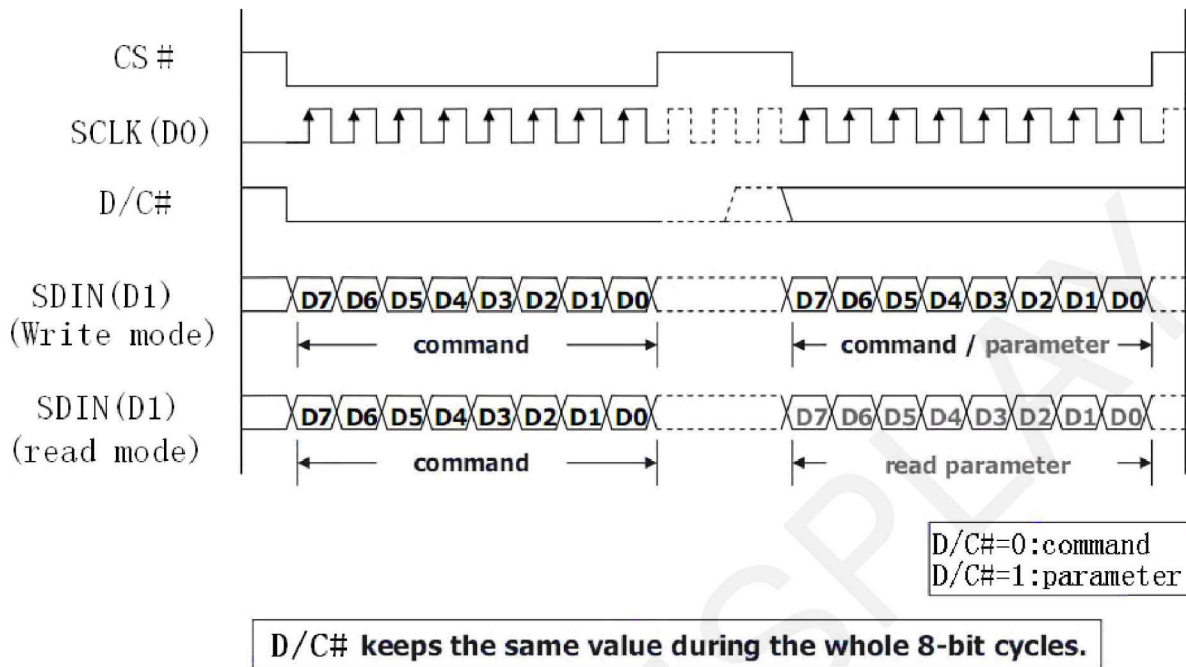 CS#
SCLK(D0)
D/C#
SDIN(D1)
(Write mode)
D7 D6 D5 D4 D3 D2 D1 D0
D7 D6 D5 D4 D3 D2 D1 D0
command
command / parameter
SDIN(D1)
(read mode)
D7 D6 D5 D4 D3 D2 D1 D0
D7 D6 D5 D4 D3 D2 D1 D0
command
read parameter
D/C#=0:command
D/C#=1:parameter
D/C# keeps the same value during the whole 8-bit cycles.